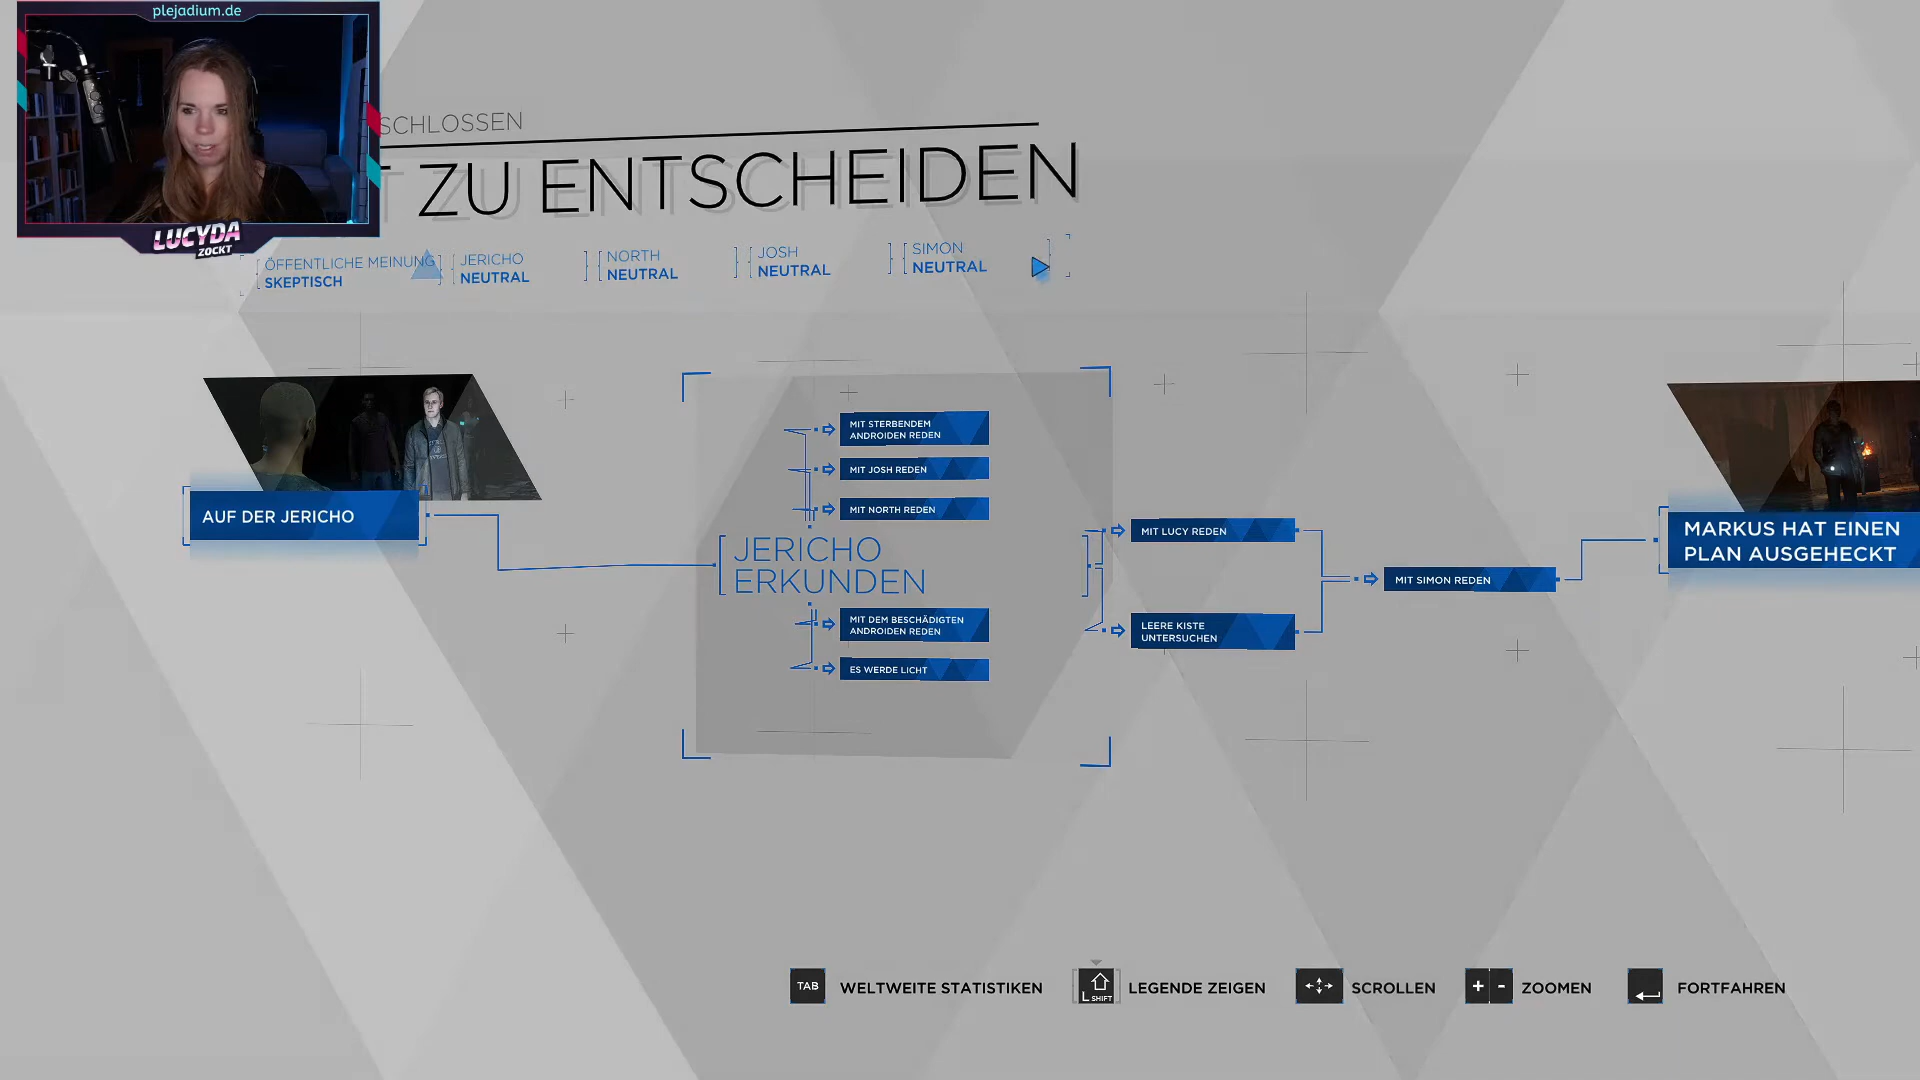 plejadium.de
LUCYDA
ZOCKT
SCHLOSSEN
T ZU ENTSCHEIDEN
ÖFFENTLICHE MEINUNG
SKEPTISCH
JERICHO
NEUTRAL
NORTH
NEUTRAL
JOSH
NEUTRAL
SIMON
NEUTRAL
AUF DER JERICHO
MIT STERBENDEM
ANDROIDEN REDEN
MIT JOSH REDEN
MIT NORTH REDEN
JERICHO
ERKUNDEN
MIT DEM BESCHÄDIGTEN
ANDROIDEN REDEN
ES WERDE LICHT
MIT LUCY REDEN
LEERE KISTE
UNTERSUCHEN
MIT SIMON REDEN
MARKUS HAT EINEN
PLAN AUSGEHECKT
TAB WELTWEITE STATISTIKEN
L SHIFT LEGENDE ZEIGEN
SCROLLEN
+ - ZOOMEN
FORTFAHREN